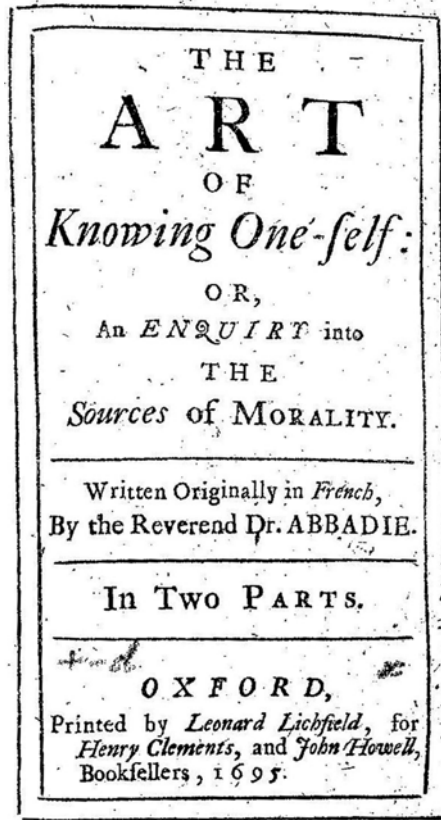 THE
ART
OF
Knowing One-ſelf:
OR,
An ENQUIRY into
THE
Sources of MORALITY.
Written Originally in French,
By the Reverend Dr. ABBADIE.
In Two PARTS.
OXFORD,
Printed by Leonard Lichfield, for
Henry Clements, and John Howell,
Bookſellers, 1695.